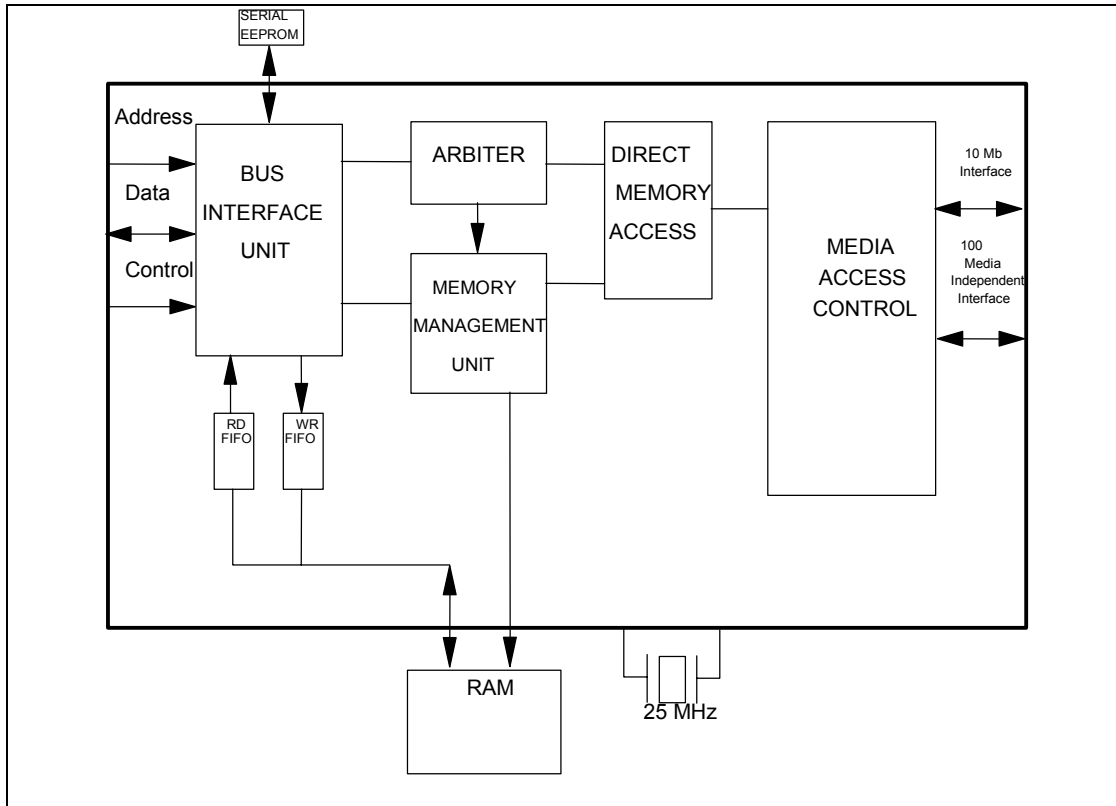 SERIAL
EEPROM
Address
Data
Control
BUS
INTERFACE
UNIT
ARBITER
DIRECT
MEMORY
ACCESS
MEMORY
MANAGEMENT
UNIT
MEDIA
ACCESS
CONTROL
10 Mb
Interface
100
Media
Independent
Interface
RD
FIFO
WR
FIFO
RAM
25 MHz